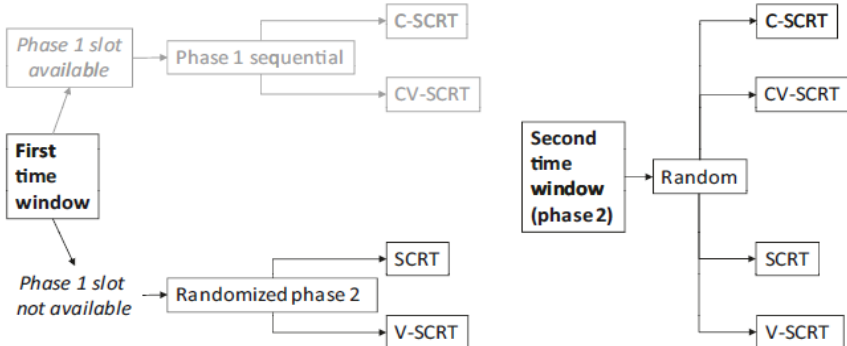 Phase 1 slot
available
Phase 1 sequential
C-SCRT
CV-SCRT
First
time
window
Phase 1 slot
not available
Randomized phase 2
SCRT
V-SCRT
Second
time
window
(phase 2)
Random
C-SCRT
CV-SCRT
SCRT
V-SCRT